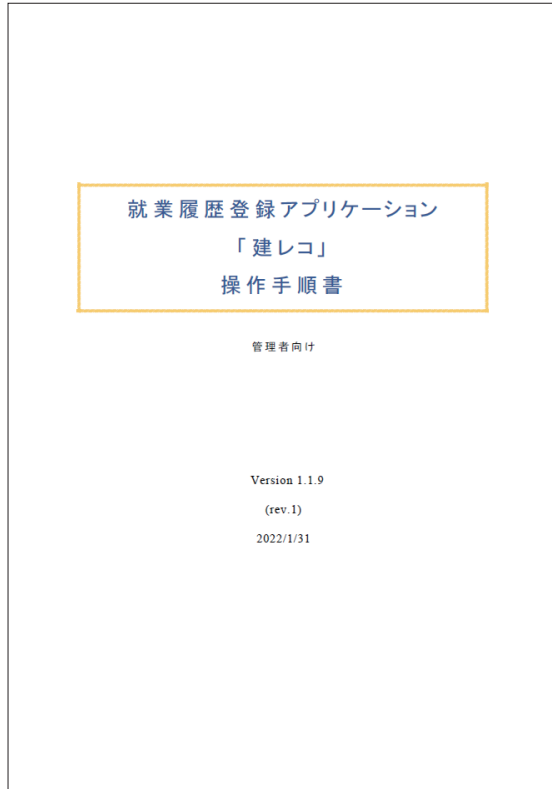 就業履歴登録アプリケーション
「建レコ」
操作手順書
管理者向け
Version 1.1.9
(rev.1)
2022/1/31